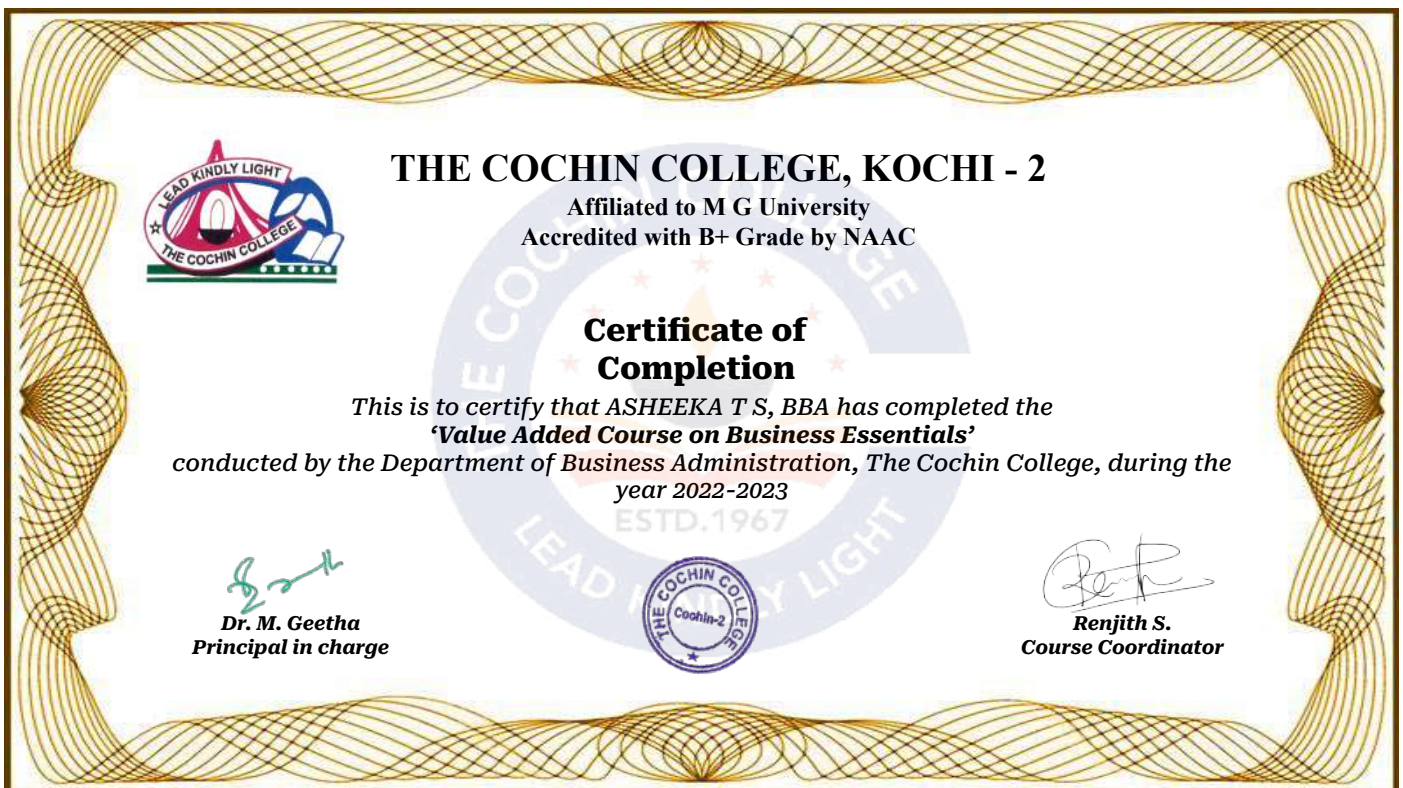 LEAD KINDLY LIGHT
THE COCHIN COLLEGE
THE COCHIN COLLEGE, KOCHI - 2
Affiliated to M G University
Accredited with B+ Grade by NAAC
THE COCHIN COLLEGE
Certificate of
Completion
This is to certify that ASHEEKA T S, BBA has completed the
‘Value Added Course on Business Essentials’
conducted by the Department of Business Administration, The Cochin College, during the
year 2022-2023
ESTD.1967
LEAD KINDLY LIGHT
THE COCHIN COLLEGE
Cochin-2
Dr. M. Geetha
Principal in charge
Renjith S.
Course Coordinator